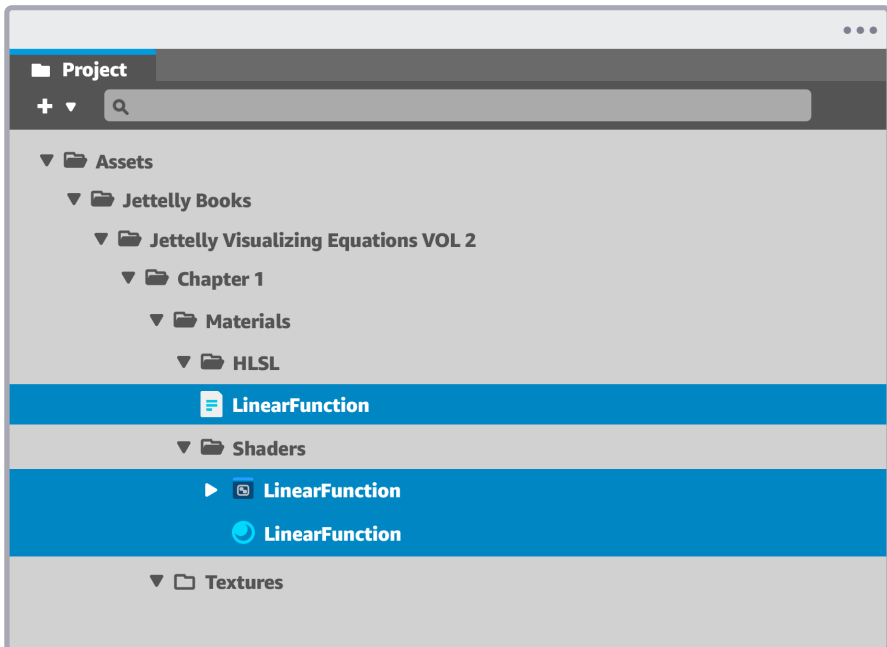 Project
Assets
Jettelly Books
Jettelly Visualizing Equations VOL 2
Chapter 1
Materials
HLSL
LinearFunction
Shaders
LinearFunction
LinearFunction
Textures